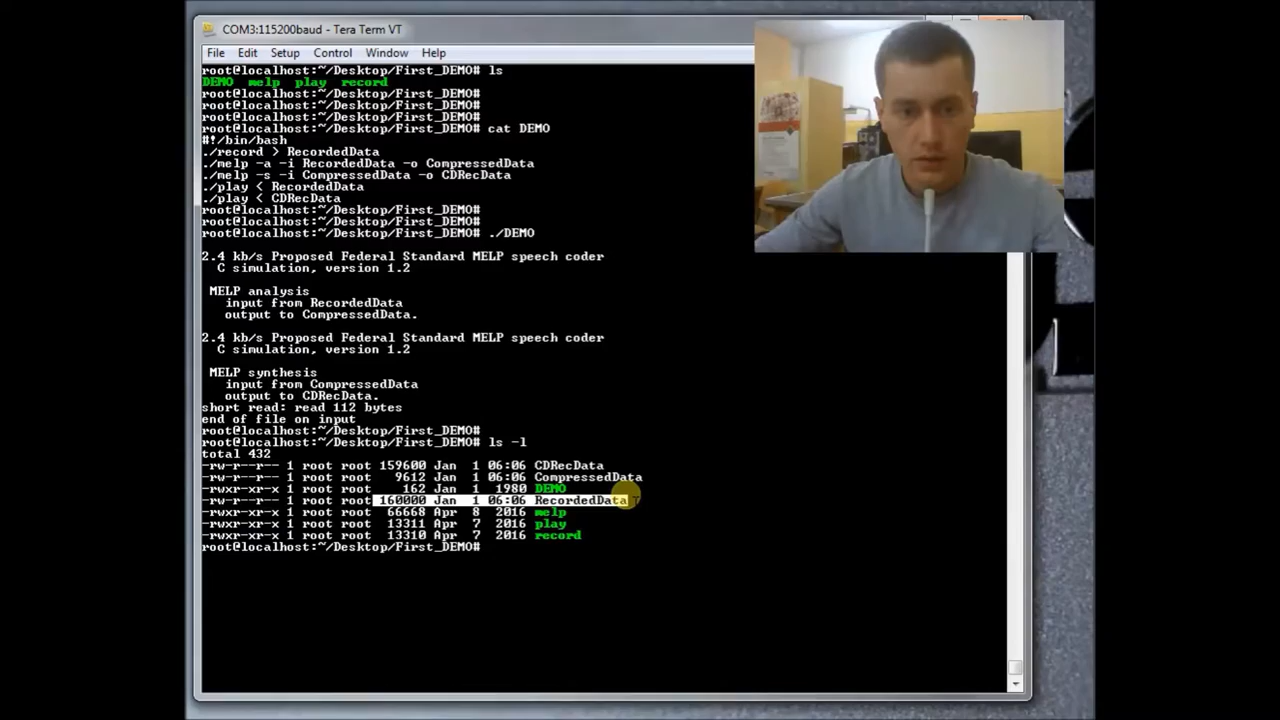 COM3:115200baud - Tera Term VT
File Edit Setup Control Window Help
root@localhost:~/Desktop/First_DEMO# ls
DEMO melp play record
root@localhost:~/Desktop/First_DEMO#
root@localhost:~/Desktop/First_DEMO#
root@localhost:~/Desktop/First_DEMO#
root@localhost:~/Desktop/First_DEMO# cat DEMO
#!/bin/bash
./record > RecordedData
./melp -a -i RecordedData -o CompressedData
./melp -s -i CompressedData -o CDRecData
./play < RecordedData
./play < CDRecData
root@localhost:~/Desktop/First_DEMO#
root@localhost:~/Desktop/First_DEMO#
root@localhost:~/Desktop/First_DEMO# ./DEMO
2.4 kb/s Proposed Federal Standard MELP speech coder
C simulation, version 1.2
MELP analysis
input from RecordedData
output to CompressedData.
2.4 kb/s Proposed Federal Standard MELP speech coder
C simulation, version 1.2
MELP synthesis
input from CompressedData
output to CDRecData.
short read: read 112 bytes
end of file on input
root@localhost:~/Desktop/First_DEMO#
root@localhost:~/Desktop/First_DEMO# ls -l
total 432
-rw-r--r-- 1 root root 159600 Jan 1 06:06 CDRecData
-rw-r--r-- 1 root root 9612 Jan 1 06:06 CompressedData
-rwxr-xr-x 1 root root 162 Jan 1 1980 DEMO
-rw-r--r-- 1 root root 160000 Jan 1 06:06 RecordedData
-rwxr-xr-x 1 root root 66668 Apr 8 2016 melp
-rwxr-xr-x 1 root root 13311 Apr 7 2016 play
-rwxr-xr-x 1 root root 13310 Apr 7 2016 record
root@localhost:~/Desktop/First_DEMO#